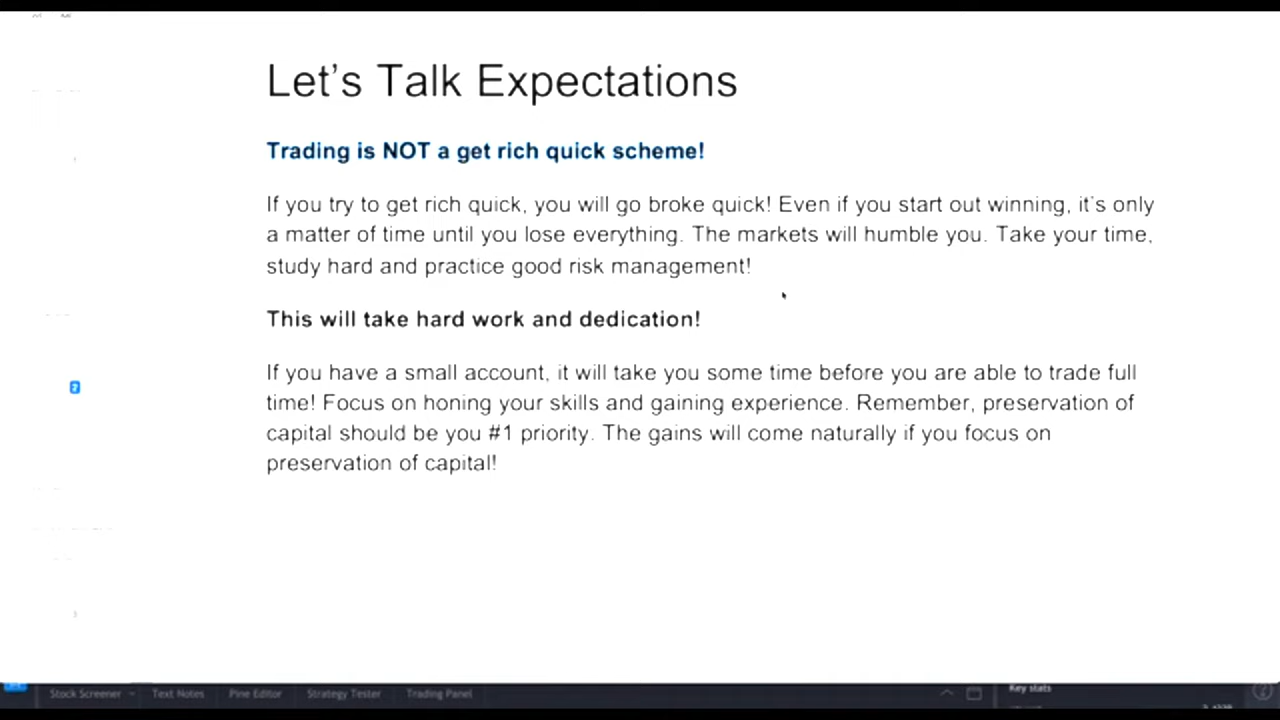 Let's Talk Expectations
Trading is NOT a get rich quick scheme!
If you try to get rich quick, you will go broke quick! Even if you start out winning, it's only
a matter of time until you lose everything. The markets will humble you. Take your time,
study hard and practice good risk management!
This will take hard work and dedication!
If you have a small account, it will take you some time before you are able to trade full
time! Focus on honing your skills and gaining experience. Remember, preservation of
capital should be you #1 priority. The gains will come naturally if you focus on
preservation of capital!
2
3
Stock Screener Text Notes Pine Editor Strategy Tester Trading Panel Key stats